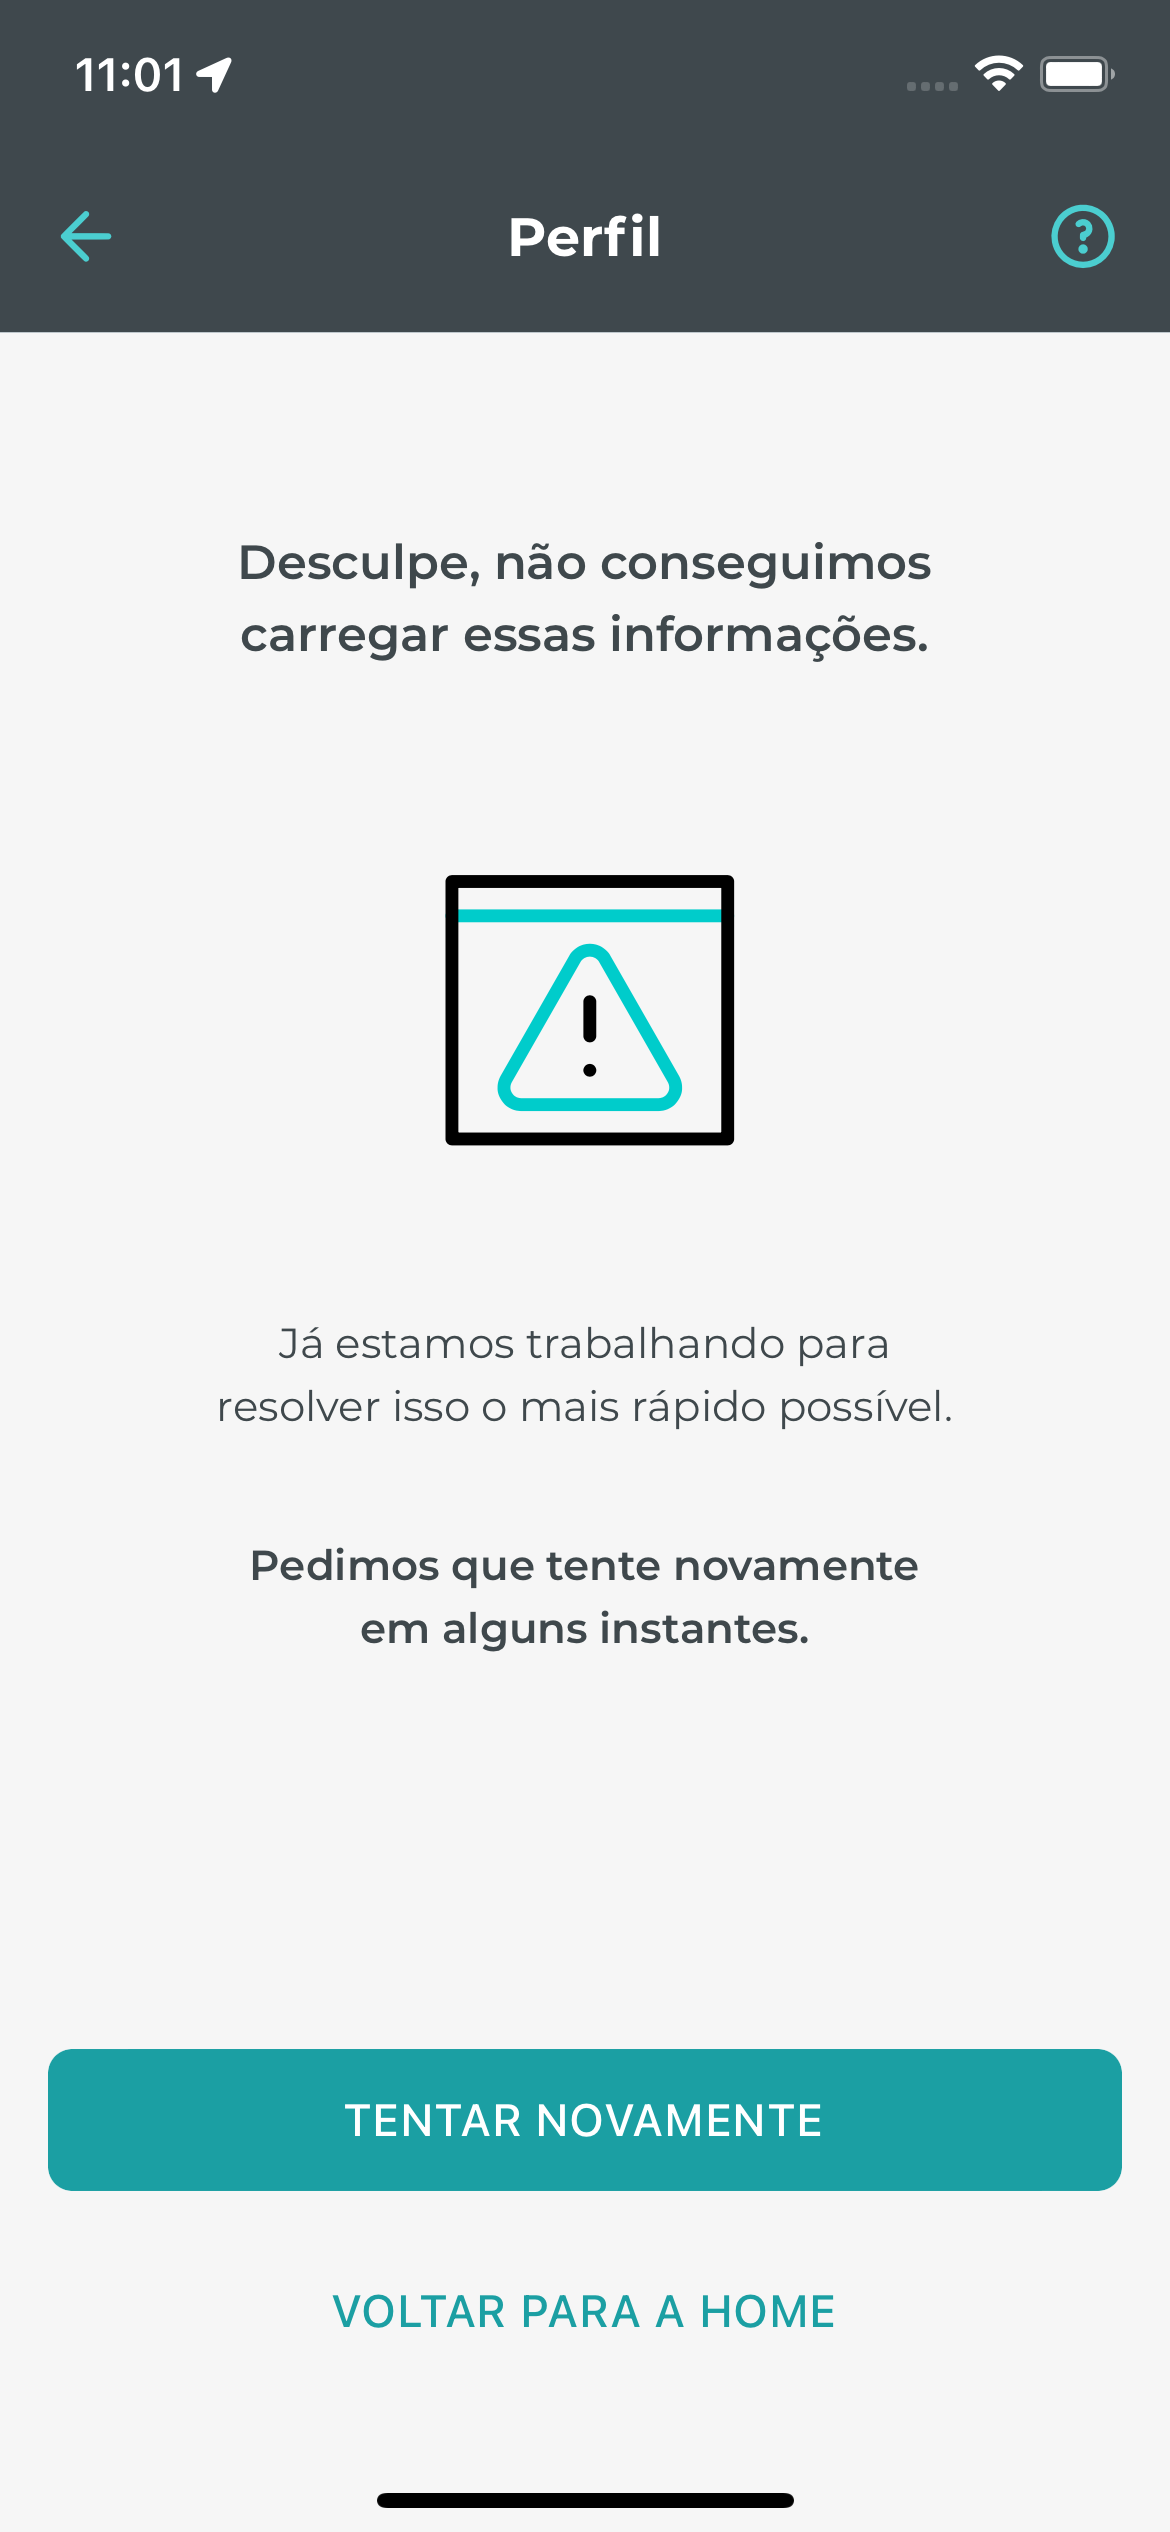 11:01
Perfil
Desculpe, não conseguimos
carregar essas informações.
Já estamos trabalhando para
resolver isso o mais rápido possível.
Pedimos que tente novamente
em alguns instantes.
TENTAR NOVAMENTE
VOLTAR PARA A HOME